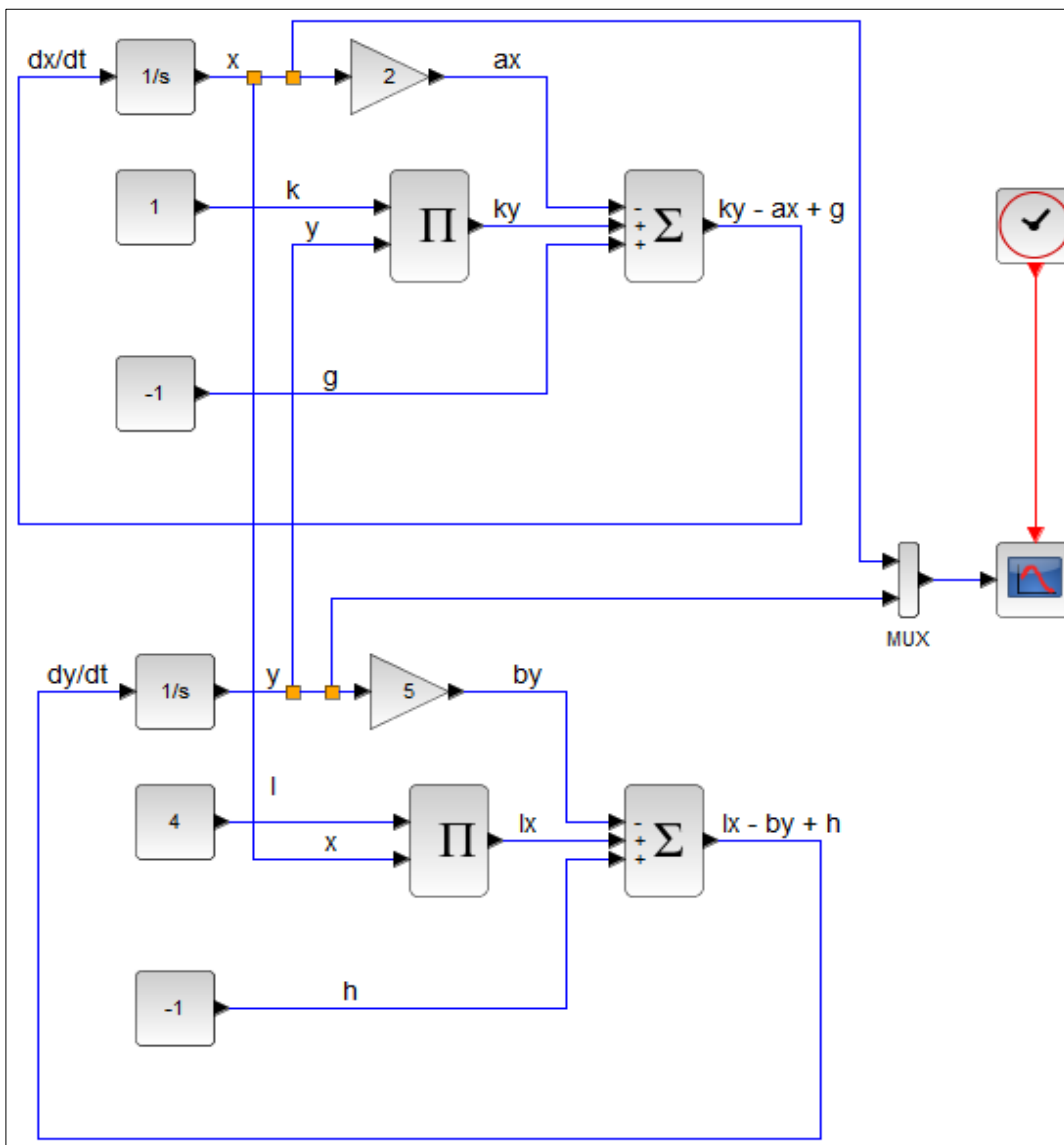 dx/dt
1/s
x
2
ax
1
k
y
Π
ky
-
+
+
Σ
ky - ax + g
-1
g
MUX
dy/dt
1/s
y
5
by
l
4
x
Π
lx
-
+
+
Σ
lx - by + h
-1
h